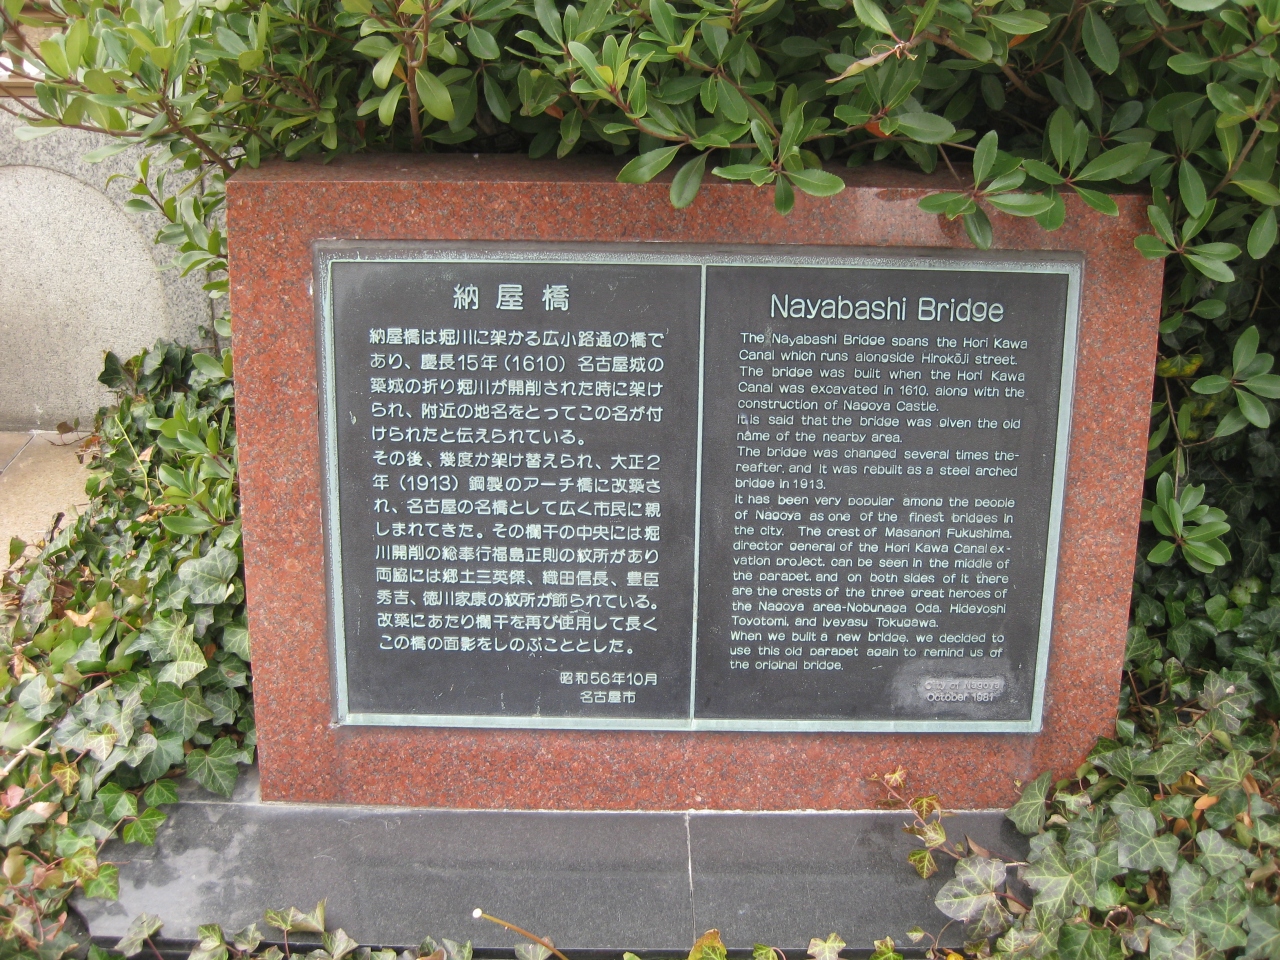 納屋橋
納屋橋は堀川に架かる広小路通の橋で
あり、慶長15年(1610)名古屋城の
築城の折り堀川が開削された時に架け
られ、附近の地名をとってこの名が付
けられたと伝えられている。
その後、幾度か架け替えられ、大正2
年(1913)鋼製のアーチ橋に改築さ
れ、名古屋の名橋として広く市民に親
しまれてきた。その欄干の中央には堀
川開削の総奉行福島正則の紋所があり
両脇には郷土三英傑、織田信長、豊臣
秀吉、徳川家康の紋所が飾られている。
改築にあたり欄干を再び使用して長く
この橋の面影をしのぶこととした。
昭和56年10月
名古屋市
Nayabashi Bridge
The Nayabashi Bridge spans the Hori Kawa
Canal which runs alongside Hirokōji street.
The bridge was built when the Hori Kawa
Canal was excavated in 1610, along with the
construction of Nagoya Castle.
It is said that the bridge was given the old
name of the nearby area.
The bridge was changed several times the-
reafter, and it was rebuilt as a steel arched
bridge in 1913.
It has been very popular among the people
of Nagoya as one of the finest bridges in
the city. The crest of Masanori Fukushima,
director general of the Hori Kawa Canal ex-
vation project, can be seen in the middle of
the parapet, and on both sides of it there
are the crests of the three great heroes of
the Nagoya area-Nobunaga Oda, Hideyoshi
Toyotomi, and Iyeyasu Tokugawa.
When we built a new bridge, we decided to
use this old parapet again to remind us of
the original bridge.
City of Nagoya
October 1981